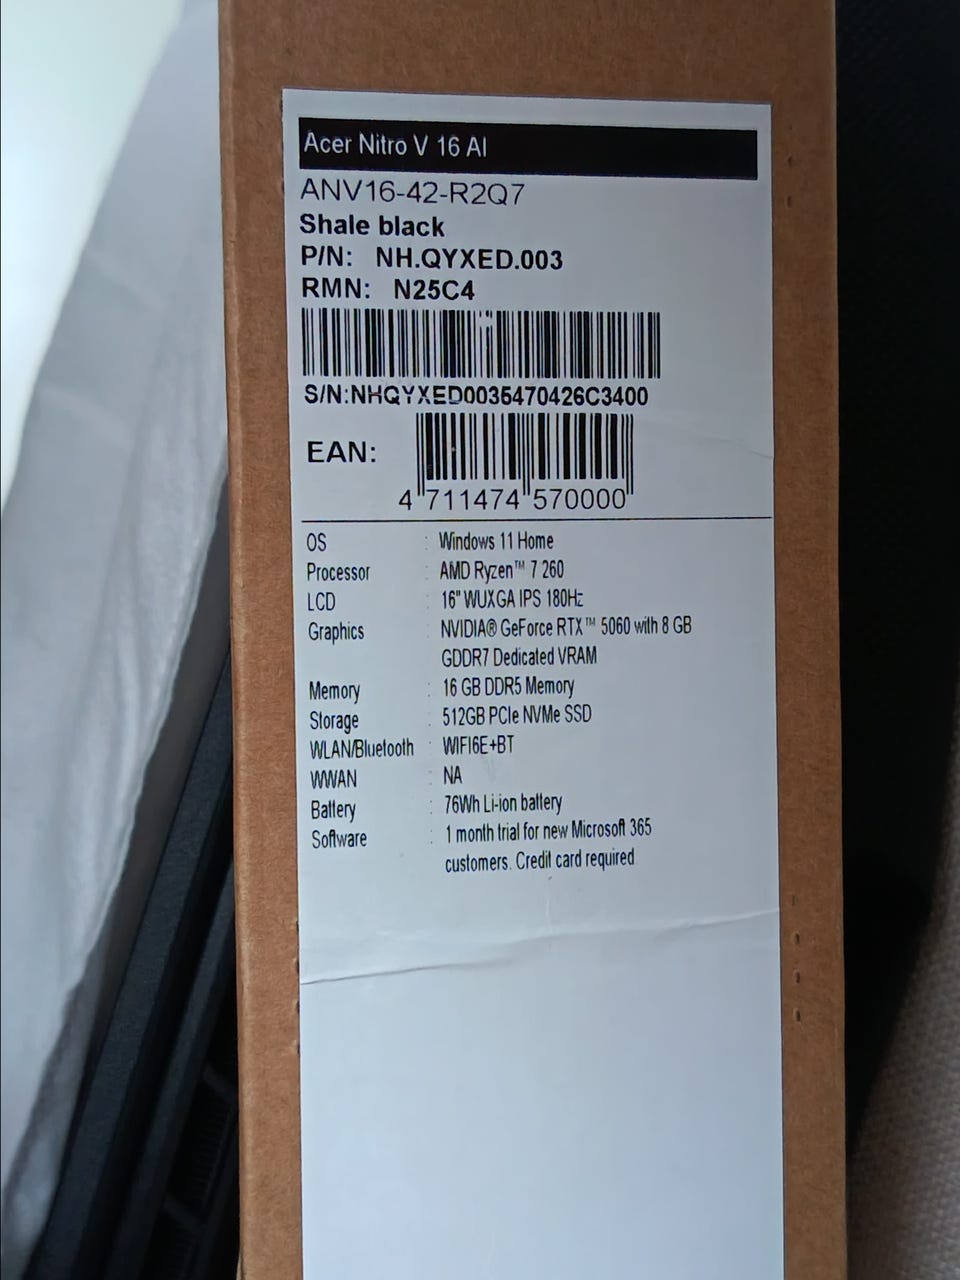 Acer Nitro V 16 AI
ANV16-42-R2Q7
Shale black
P/N: NH.QYXED.003
RMN: N25C4
S/N:NHQYXED0035470426C3400
EAN:
4 711474 570000
OS : Windows 11 Home
Processor : AMD Ryzen™ 7 260
LCD : 16" WUXGA IPS 180Hz
Graphics : NVIDIA® GeForce RTX™ 5060 with 8 GB
GDDR7 Dedicated VRAM
Memory : 16 GB DDR5 Memory
Storage : 512GB PCIe NVMe SSD
WLAN/Bluetooth : WIFI6E+BT
WWAN : NA
Battery : 76Wh Li-ion battery
Software : 1 month trial for new Microsoft 365
customers. Credit card required